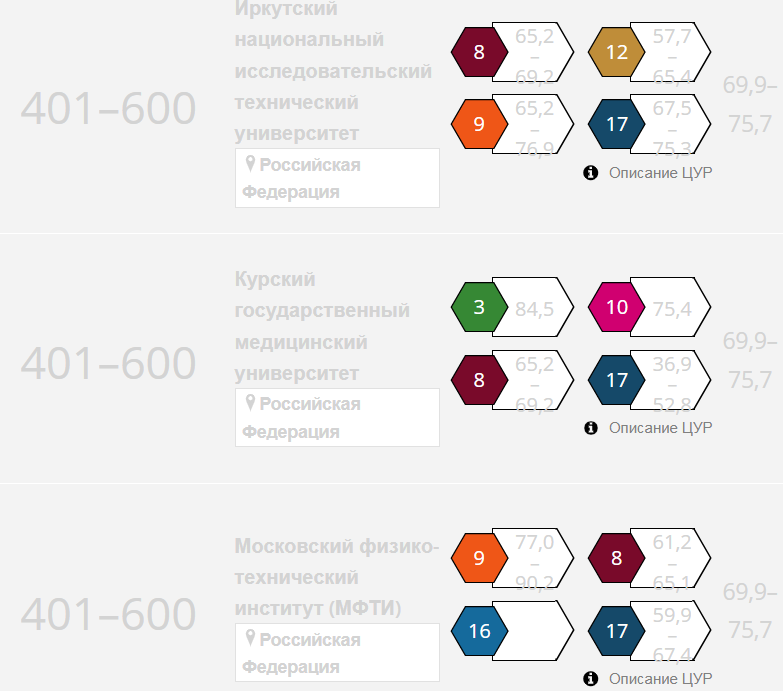 401–600
Иркутский
национальный
исследовательский
технический
университет
Российская
Федерация
8
65,2
–
69,2
12
57,7
–
65,4
9
65,2
–
76,9
17
67,5
–
75,3
Описание ЦУР
69,9–
75,7
401–600
Курский
государственный
медицинский
университет
Российская
Федерация
3
84,5
10
75,4
8
65,2
–
69,2
17
36,9
–
52,8
Описание ЦУР
69,9–
75,7
401–600
Московский физико-
технический
институт (МФТИ)
Российская
Федерация
9
77,0
–
90,2
8
61,2
–
65,1
16
17
59,9
–
67,4
Описание ЦУР
69,9–
75,7